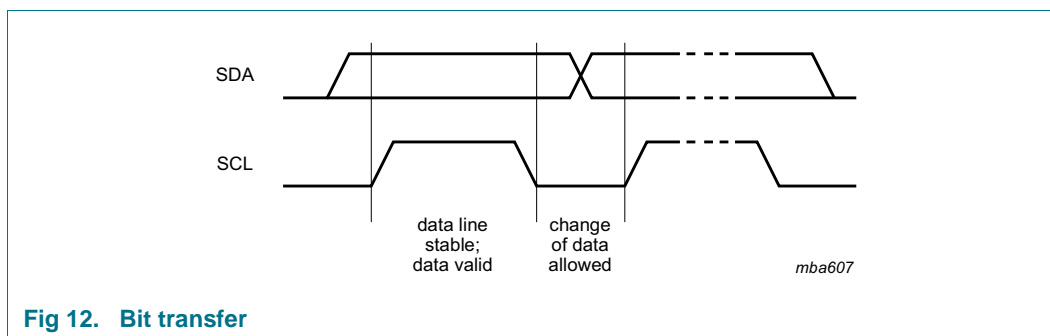 SDA
SCL
data line
stable;
data valid
change
of data
allowed
mba607
Fig 12. Bit transfer